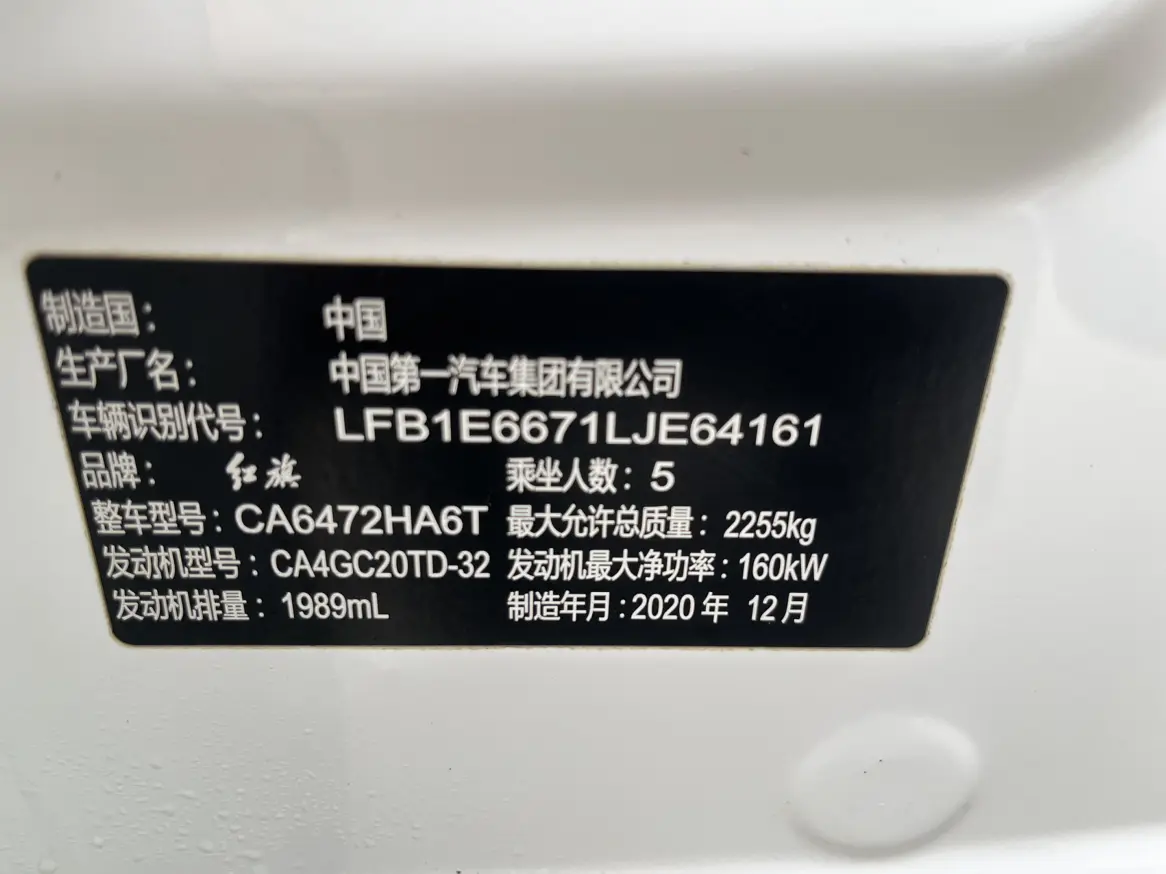 制造国： 中国
生产厂名： 中国第一汽车集团有限公司
车辆识别代号： LFB1E6671LJE64161
品牌： 红旗 乘坐人数：5
整车型号：CA6472HA6T 最大允许总质量：2255kg
发动机型号：CA4GC20TD-32 发动机最大净功率：160kW
发动机排量：1989mL 制造年月：2020年 12月